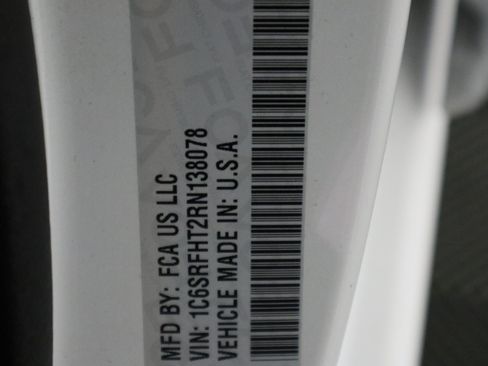 MFD BY: FCA US LLC
VIN: 1C6SRFHT2RN138078
VEHICLE MADE IN: U.S.A.